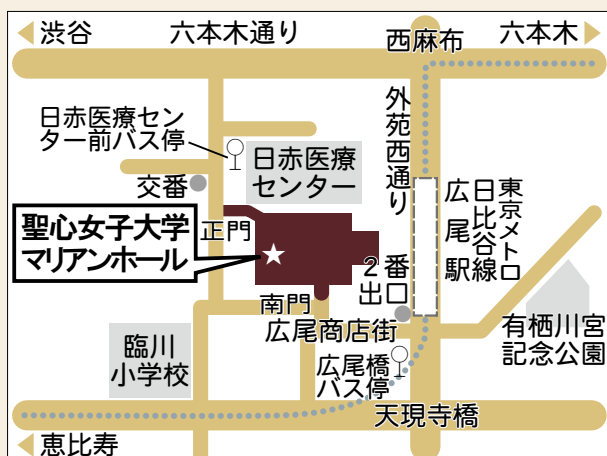 渋谷
六本木通り
西麻布
六本木
外苑西通り
日赤医療セン
ター前バス停
日赤医療
センター
交番
聖心女子大学
マリアンホール
正門
東京メトロ
日比谷線
広尾駅
2番
出口
南門
広尾商店街
有栖川宮
記念公園
臨川
小学校
広尾橋
バス停
天現寺橋
恵比寿